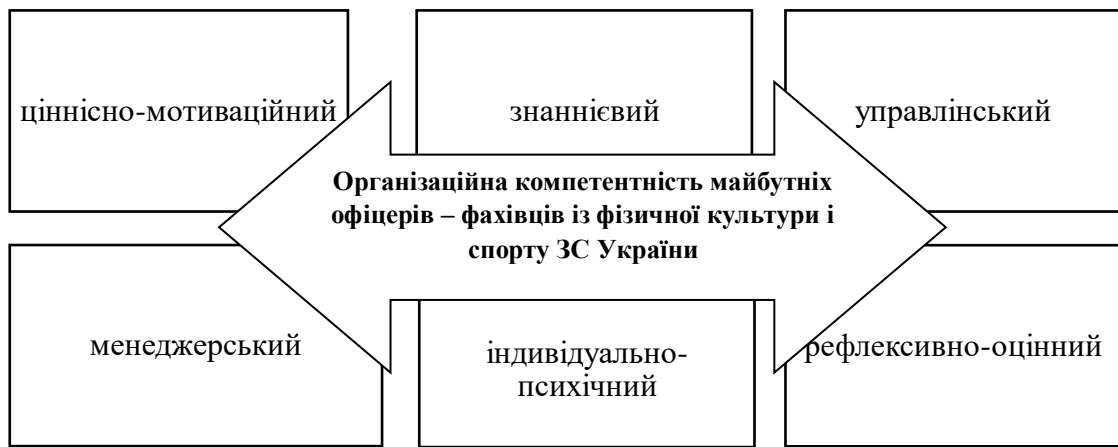 ціннісно-мотиваційний
знаннієвий
управлінський
Організаційна компетентність майбутніх
офіцерів – фахівців із фізичної культури і
спорту ЗС України
менеджерський
індивідуально-
психічний
рефлексивно-оцінний